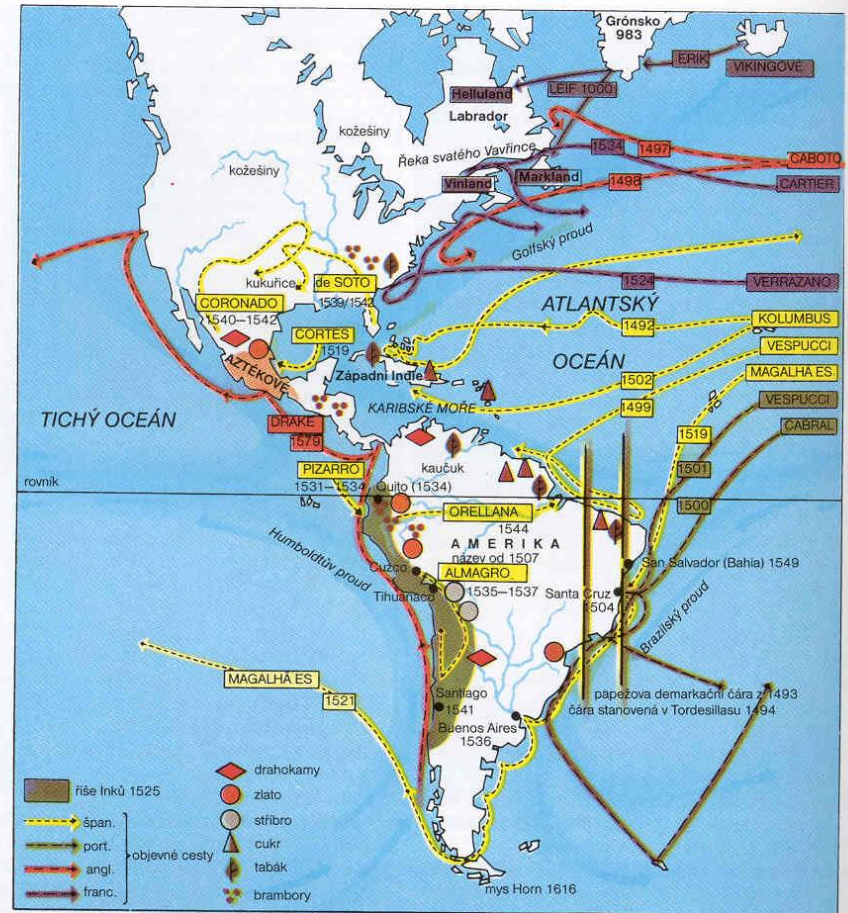 Grónsko
983
ERIK
VIKINGOVÉ
LEIF 1000
Helluland
Labrador
kožešiny
kožešiny
Řeka svatého Vavřince
1534
1497
CABOTO
Markland
Vinland
1498
CARTIER
Golfský proud
kukuřice
de SOTO
1539/1542
1524
VERRAZANO
CORONADO
1540—1542
CORTES
1519
ATLANTSKÝ
OCEÁN
1492
KOLUMBUS
VESPUCCI
MAGALHÁ ES
VESPUCCI
CABRAL
AZTÉKOVÉ
Západní Indie
1502
1499
1519
1501
1500
KARIBSKÉ MOŘE
TICHÝ OCEÁN
DRAKE
1579
kaučuk
PIZARRO
1531—1534
rovník
Quito (1534)
ORELLANA
1544
AMERIKA
název od 1507
Humboldtův proud
Cuzco
ALMAGRO
1535—1537
Tihuanaco
San Salvador (Bahia) 1549
Santa Cruz
1504
Brazilský proud
MAGALHÁ ES
1521
papežova demarkační čára z 1493
čára stanovená v Tordesillasu 1494
Santiago
1541
Buenos Aires
1536
mys Horn 1616
říše Inků 1525
špan.
port.
angl.
franc.
objevné cesty
drahokamy
zlato
stříbro
cukr
tabák
brambory